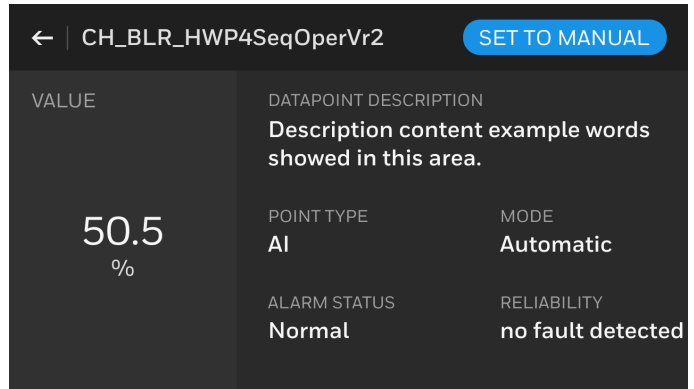 CH_BLR_HWP4SeqOperVr2
SET TO MANUAL
VALUE
50.5
%
DATAPOINT DESCRIPTION
Description content example words
showed in this area.
POINT TYPE
AI
MODE
Automatic
ALARM STATUS
Normal
RELIABILITY
no fault detected